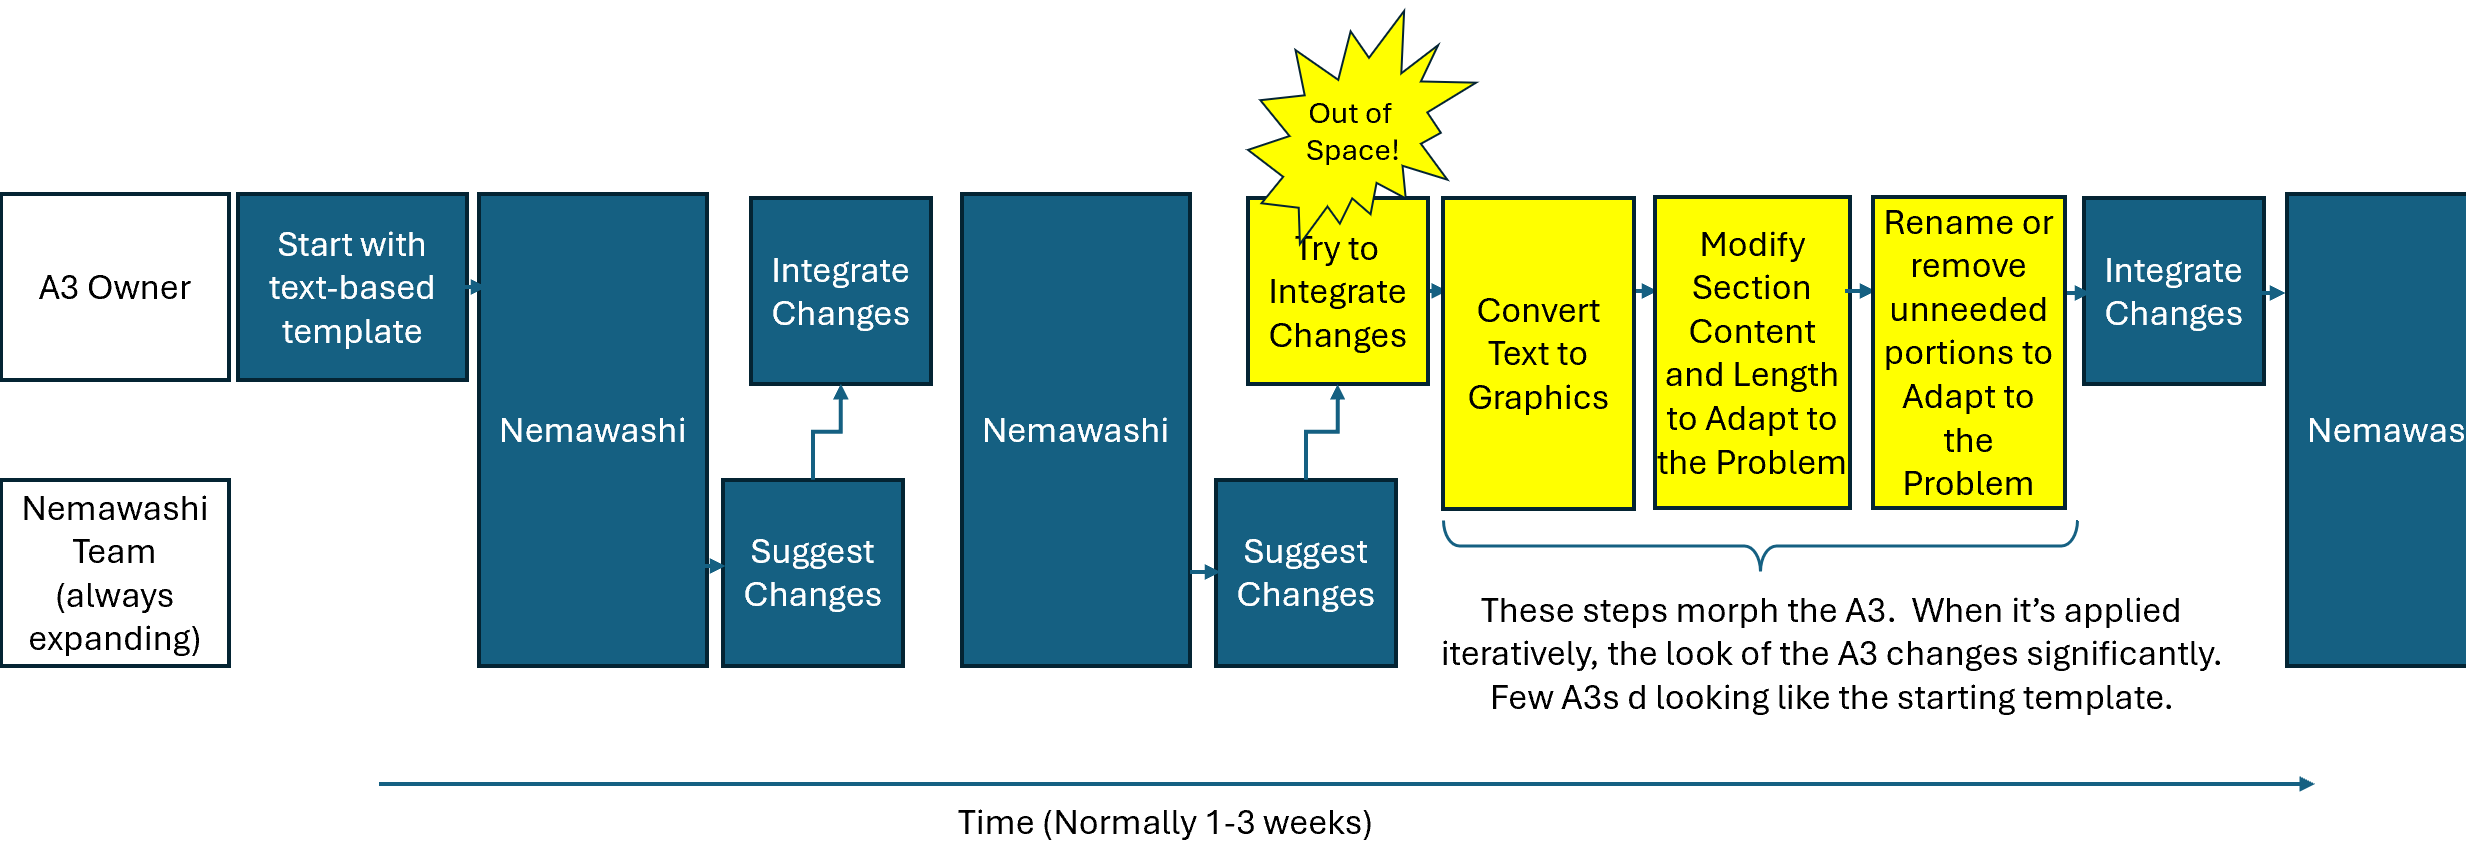 Out of
Space!
A3 Owner
Start with
text-based
template
Nemawashi
Integrate
Changes
Nemawashi
Try to
Integrate
Changes
Convert
Text to
Graphics
Modify
Section
Content
and Length
to Adapt to
the Problem
Rename or
remove
unneeded
portions to
Adapt to
the
Problem
Integrate
Changes
Nemawas
Nemawashi
Team
(always
expanding)
Suggest
Changes
Suggest
Changes
These steps morph the A3.  When it’s applied
iteratively, the look of the A3 changes significantly.
Few A3s d looking like the starting template.
Time (Normally 1-3 weeks)